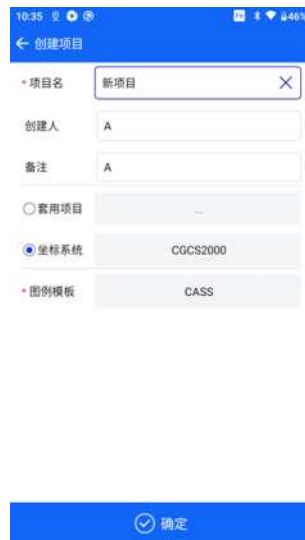 10:35
46%
← 创建项目
*项目名 新项目
创建人 A
备注 A
套用项目 ...
坐标系统 CGCS2000
*图例模板 CASS
确定